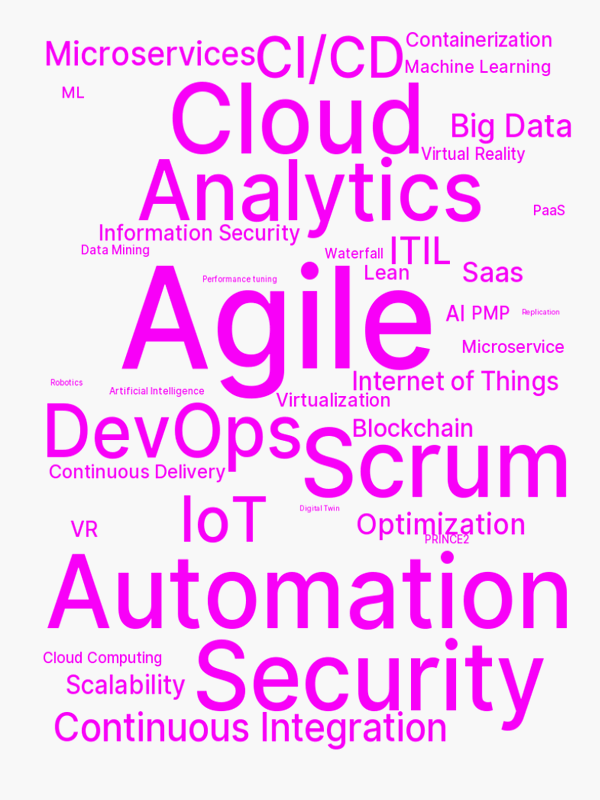 Microservices
CI/CD
Containerization
Machine Learning
ML
Cloud
Big Data
Virtual Reality
Analytics
PaaS
Information Security
Data Mining
Waterfall
ITIL
Lean
Saas
Performance tuning
Agile
AI
PMP
Replication
Microservice
Robotics
Artificial Intelligence
Internet of Things
Virtualization
DevOps
Blockchain
Scrum
Continuous Delivery
IoT
Digital Twin
VR
Optimization
PRINCE2
Automation
Cloud Computing
Security
Scalability
Continuous Integration